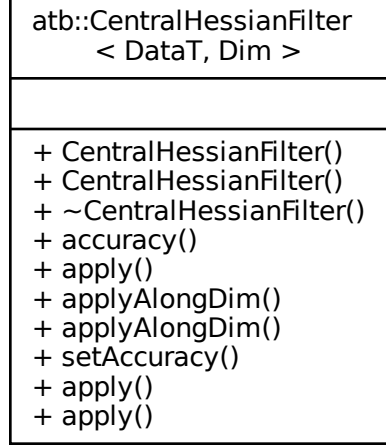 atb::CentralHessianFilter
< DataT, Dim >
+ CentralHessianFilter()
+ CentralHessianFilter()
+ ~CentralHessianFilter()
+ accuracy()
+ apply()
+ applyAlongDim()
+ applyAlongDim()
+ setAccuracy()
+ apply()
+ apply()